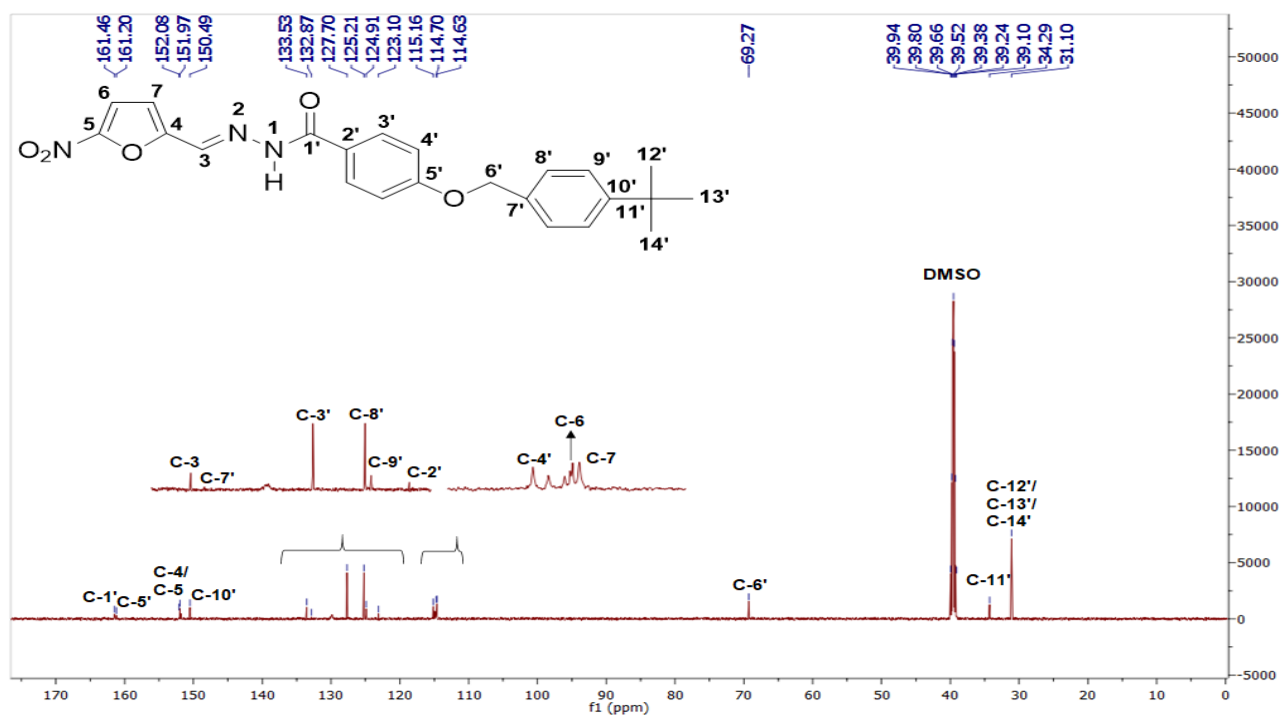 161.46
161.20
152.08
151.97
150.49
133.53
132.87
127.70
125.21
124.91
123.10
115.16
114.70
114.63
69.27
39.94
39.80
39.66
39.52
39.38
39.24
39.10
34.29
31.10
50000
45000
40000
35000
30000
25000
20000
15000
10000
5000
0
-5000
6
7
5
4
O₂N
O
3
2
N
1
N
H
O
1'
2'
3'
4'
5'
O
6'
7'
8'
9'
10'
11'
12'
13'
14'
DMSO
C-3
C-7'
C-3'
C-8'
C-9'
C-2'
C-4'
C-6
C-7
C-12'/
C-13'/
C-14'
C-1'
C-5'
C-4/
C-5
C-10'
C-6'
C-11'
170 160 150 140 130 120 110 100 90 80 70 60 50 40 30 20 10 0
f1 (ppm)